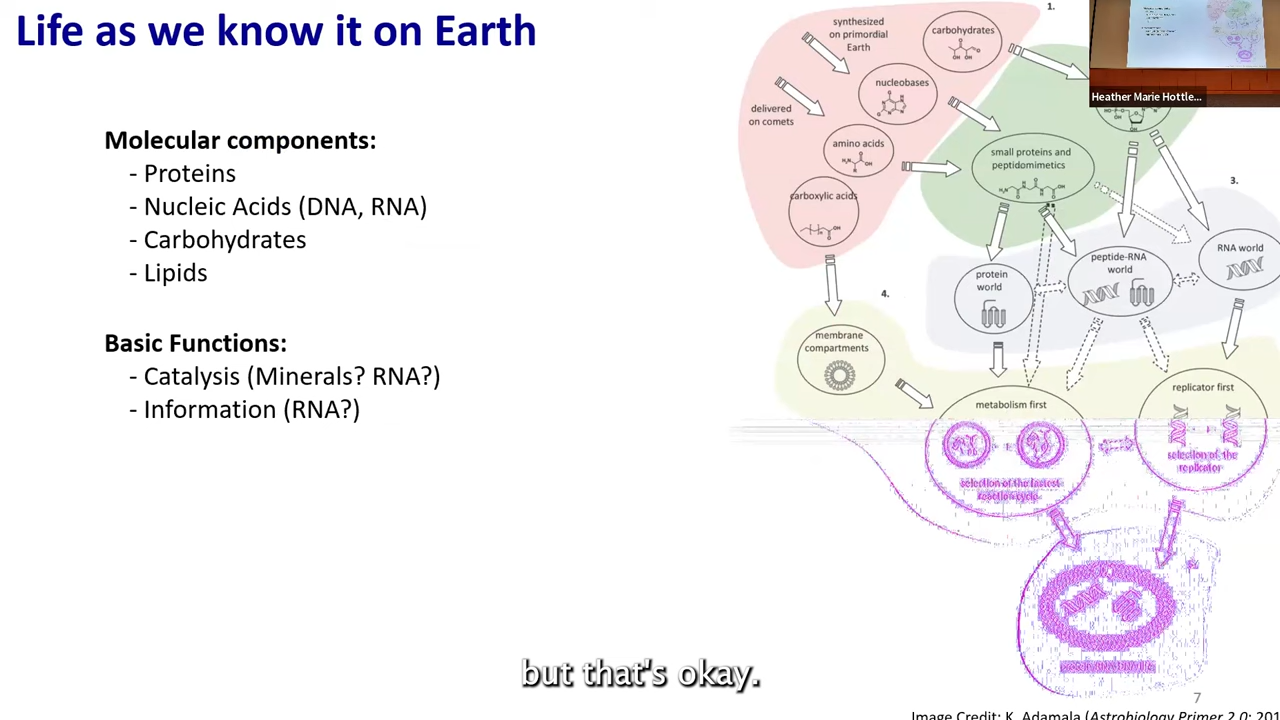 Life as we know it on Earth
Molecular components:
- Proteins
- Nucleic Acids (DNA, RNA)
- Carbohydrates
- Lipids
Basic Functions:
- Catalysis (Minerals? RNA?)
- Information (RNA?)
1.
synthesized
on primordial
Earth
carbohydrates
nucleobases
delivered
on comets
amino acids
carboxylic acids
small proteins and
peptidomimetics
Heather Marie Hottle...
3.
protein
world
peptide-RNA
world
RNA world
4.
membrane
compartments
metabolism first
replicator first
selection of the fastest
reaction cycle
selection of the
replicator
but that's okay.
7
Image Credit: K. Adamala (Astrobiology Primer 2.0; 201